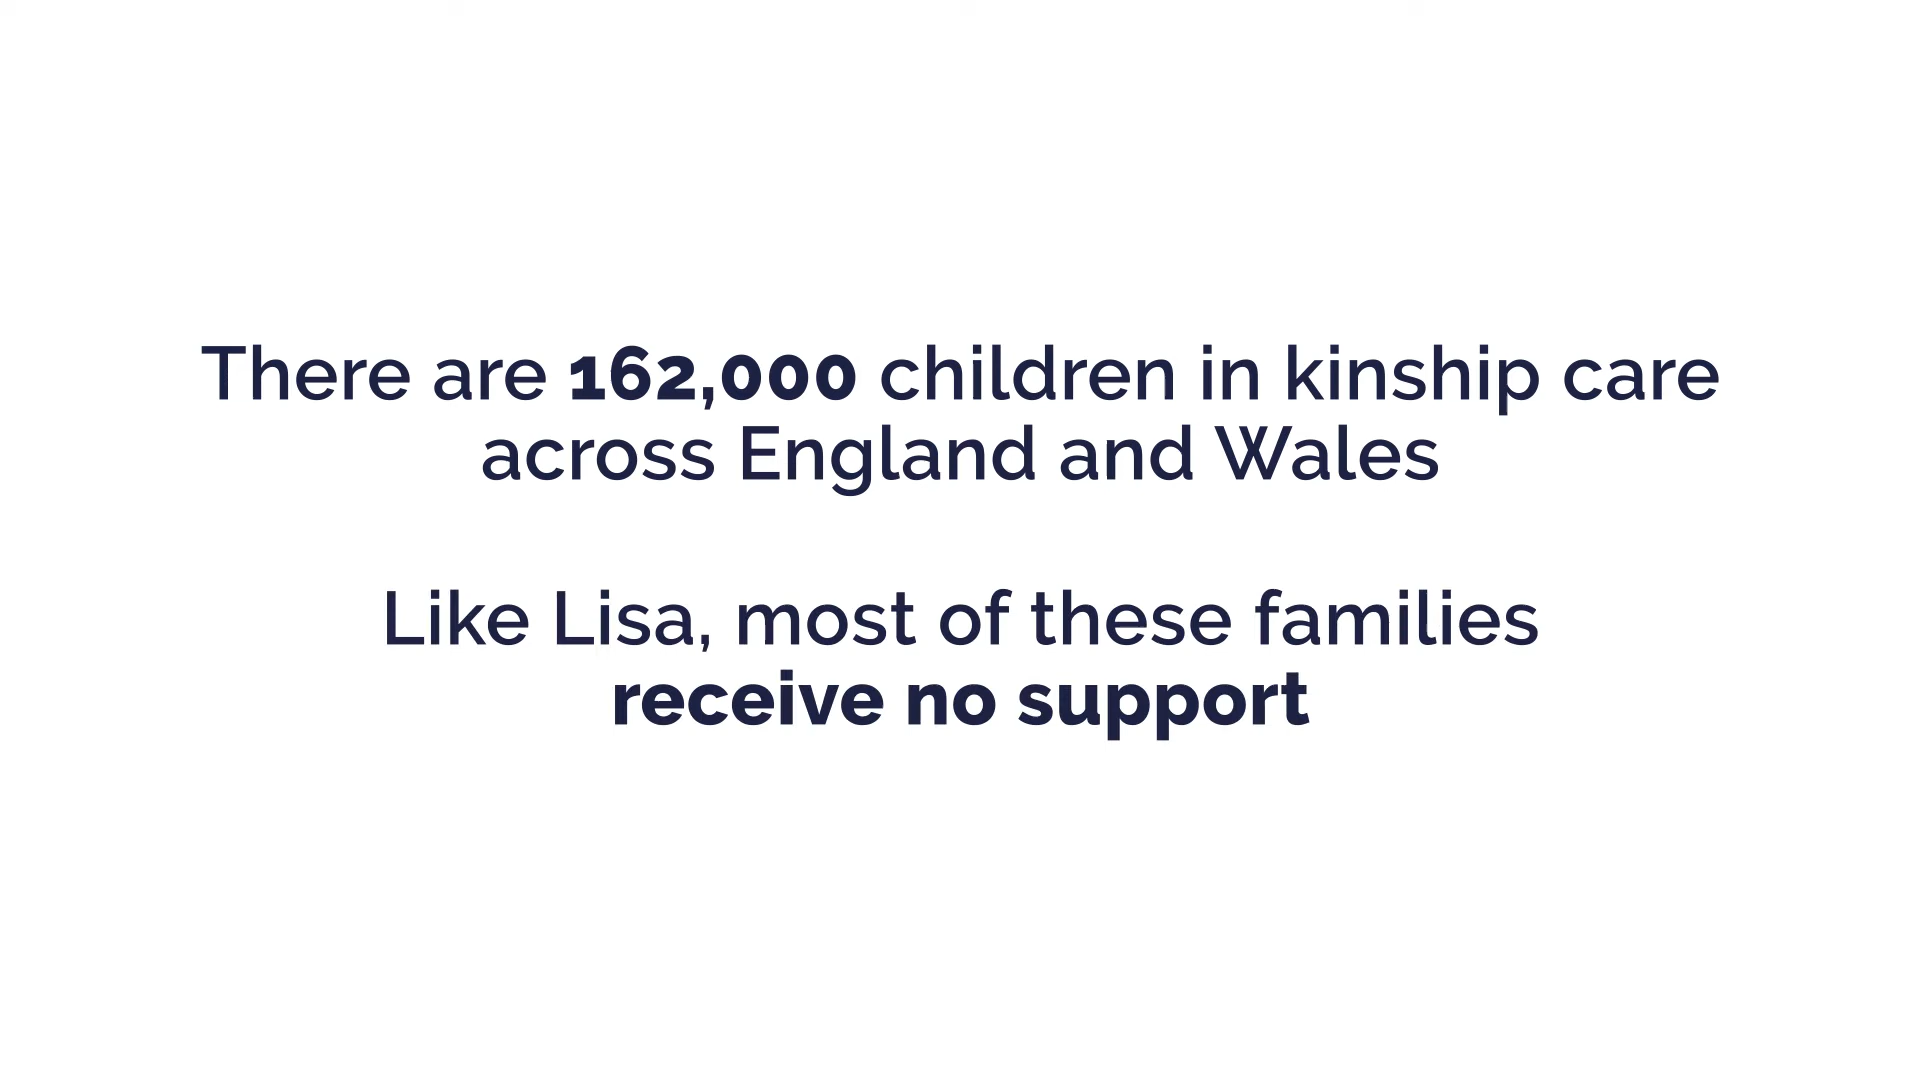 There are 162,000 children in kinship care
across England and Wales
Like Lisa, most of these families
receive no support